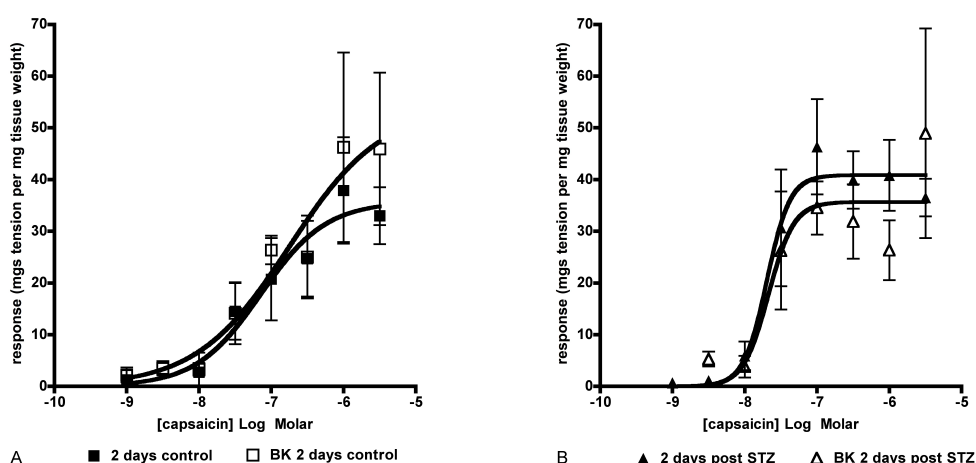 70
60
50
40
30
20
10
0
response (mgs tension per mg tissue weight)
-10 -9 -8 -7 -6 -5
[capsaicin] Log Molar
A 2 days control BK 2 days control
70
60
50
40
30
20
10
0
response (mgs tension per mg tissue weight)
-10 -9 -8 -7 -6 -5
[capsaicin] Log Molar
B 2 days post STZ BK 2 days post STZ